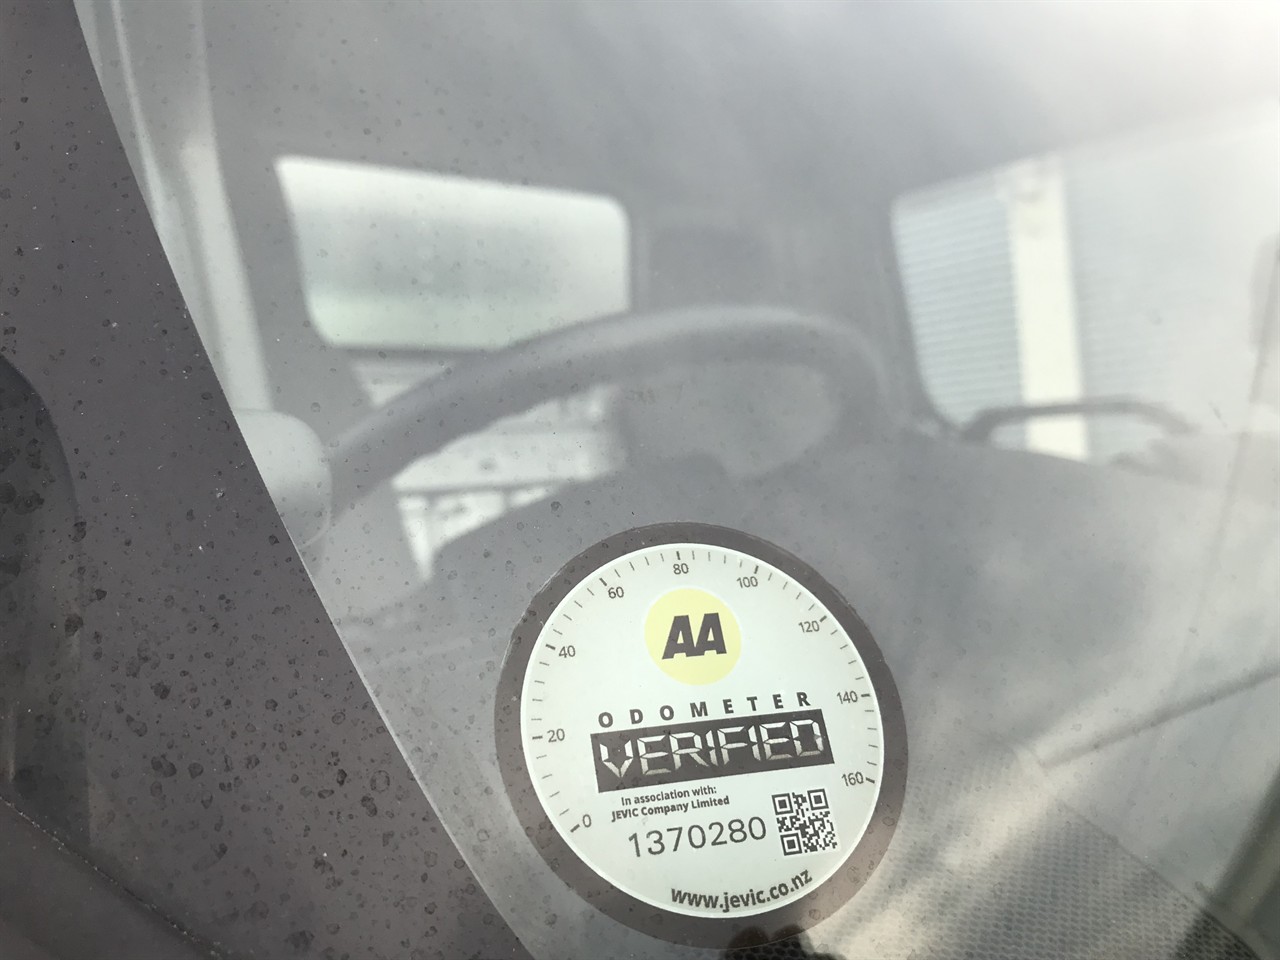 0
20
40
60
80
100
120
140
160
AA
ODOMETER
VERIFIED
In association with:
JEVIC Company Limited
1370280
www.jevic.co.nz